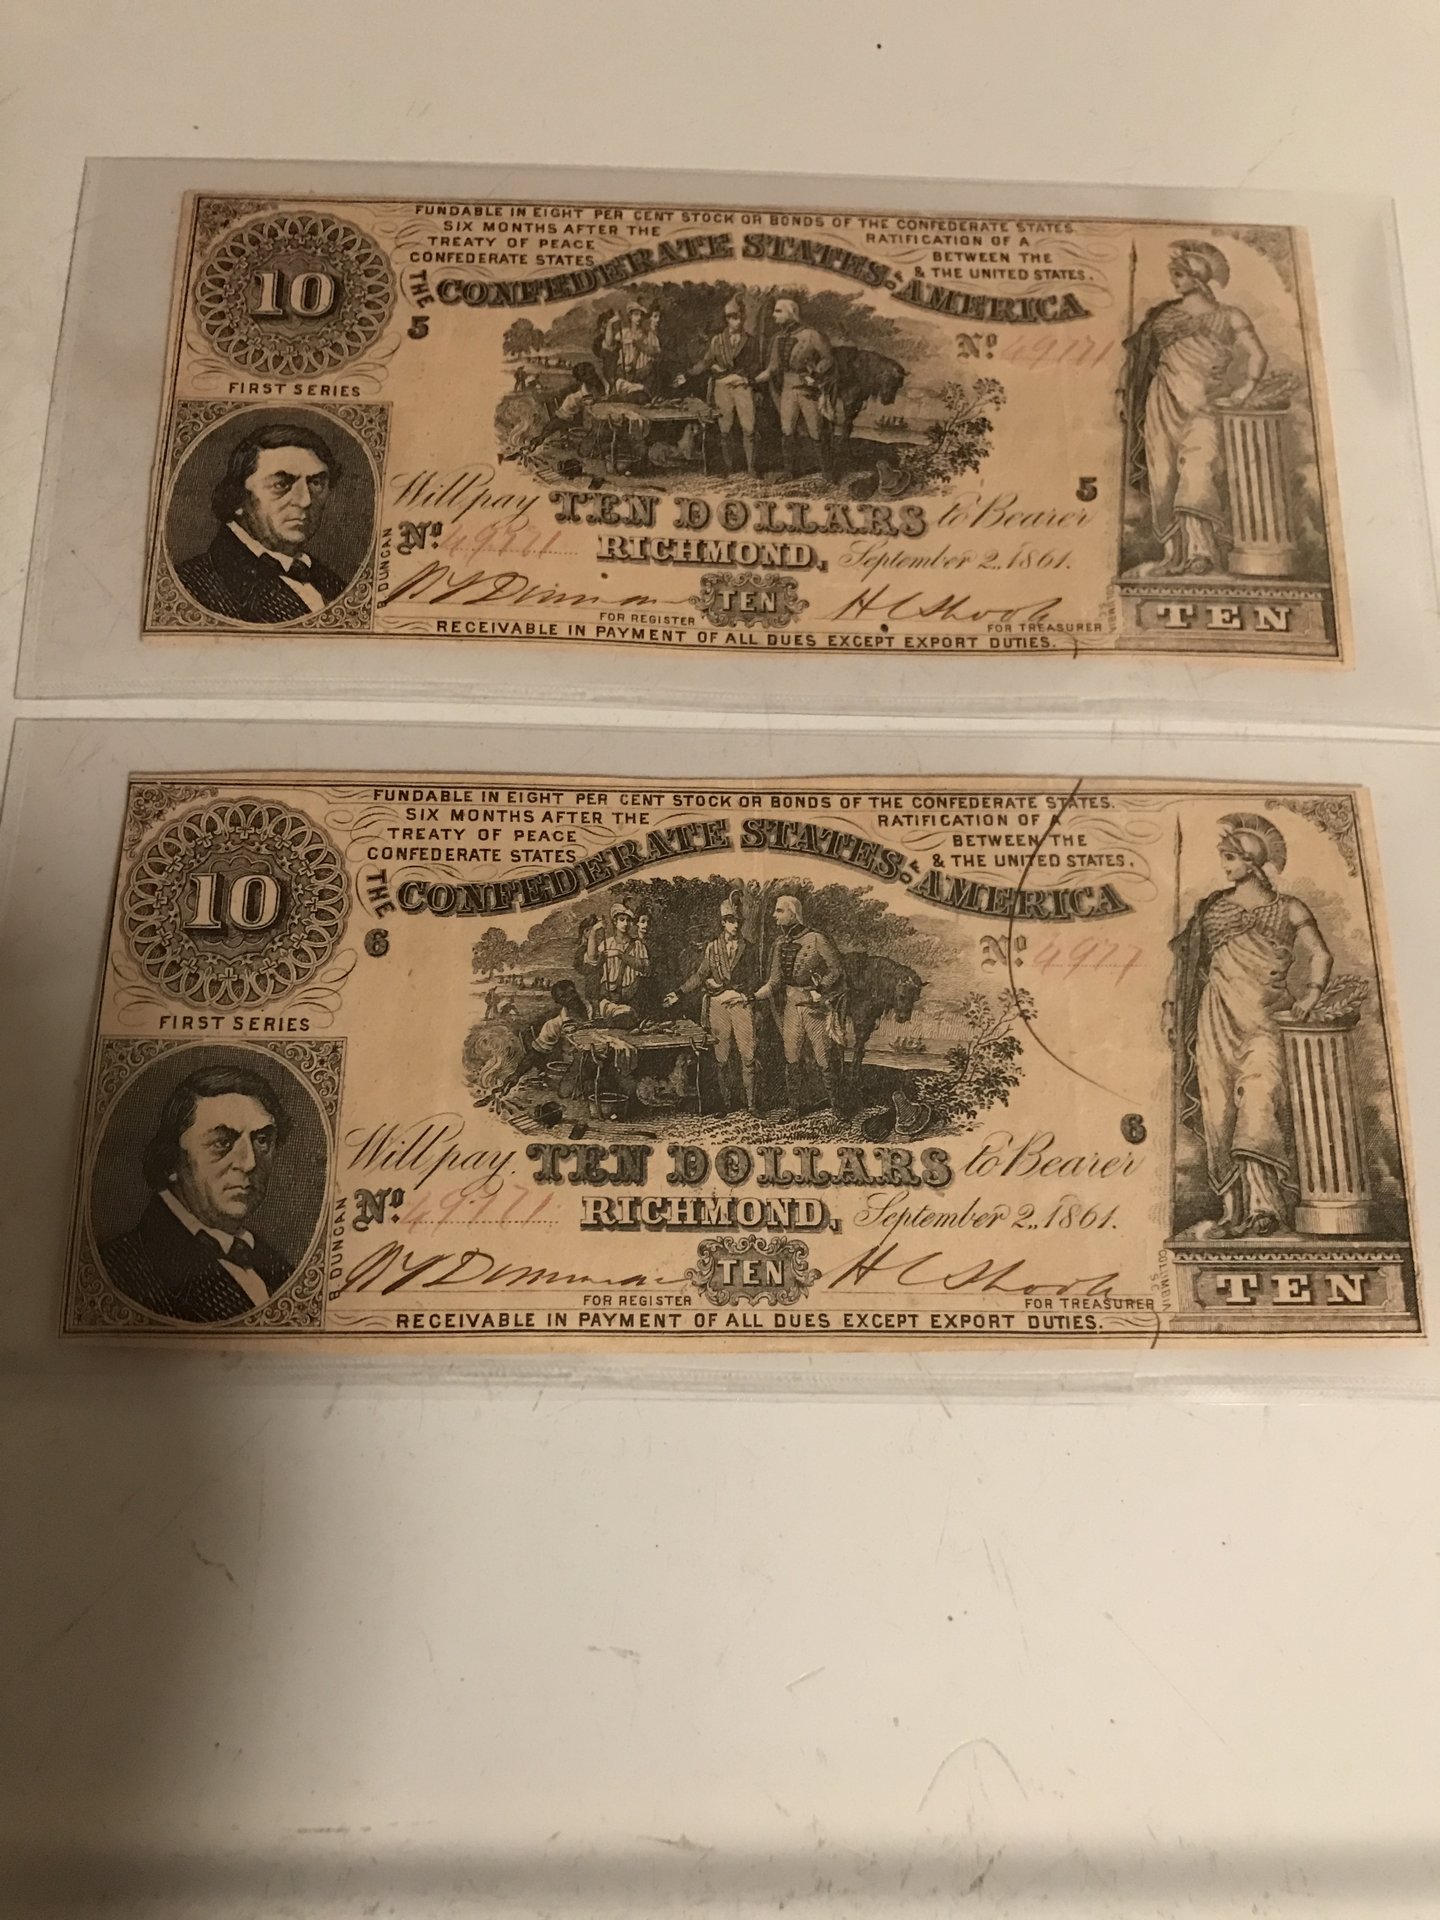 FUNDABLE IN EIGHT PER CENT STOCK OR BONDS OF THE CONFEDERATE STATES.
SIX MONTHS AFTER THE RATIFICATION OF A
TREATY OF PEACE BETWEEN THE
CONFEDERATE STATES & THE UNITED STATES.
THE CONFEDERATE STATES OF AMERICA
10
5
Nº
FIRST SERIES
5
Will pay TEN DOLLARS to Bearer
Nº RICHMOND, September 2, 1861.
B. DUNCAN
TEN
FOR REGISTER
FOR TREASURER
TEN
RECEIVABLE IN PAYMENT OF ALL DUES EXCEPT EXPORT DUTIES.
FUNDABLE IN EIGHT PER CENT STOCK OR BONDS OF THE CONFEDERATE STATES.
SIX MONTHS AFTER THE RATIFICATION OF A
TREATY OF PEACE BETWEEN THE
CONFEDERATE STATES & THE UNITED STATES.
THE CONFEDERATE STATES OF AMERICA
10
6
Nº
FIRST SERIES
6
Will pay TEN DOLLARS to Bearer
Nº RICHMOND, September 2, 1861.
B. DUNCAN
TEN
FOR REGISTER
FOR TREASURER
COLUMBIA S.C.
TEN
RECEIVABLE IN PAYMENT OF ALL DUES EXCEPT EXPORT DUTIES.